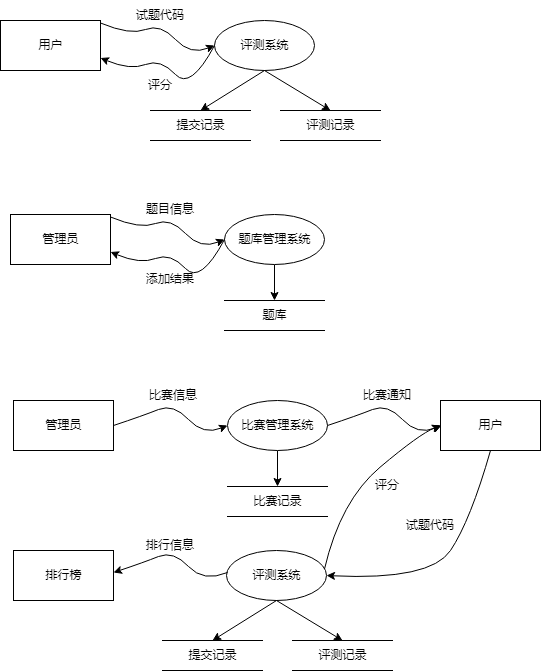 试题代码
用户
评测系统
评分
提交记录
评测记录
题目信息
管理员
题库管理系统
添加结果
题库
比赛信息
比赛通知
管理员
比赛管理系统
用户
评分
比赛记录
试题代码
排行信息
排行榜
评测系统
提交记录
评测记录